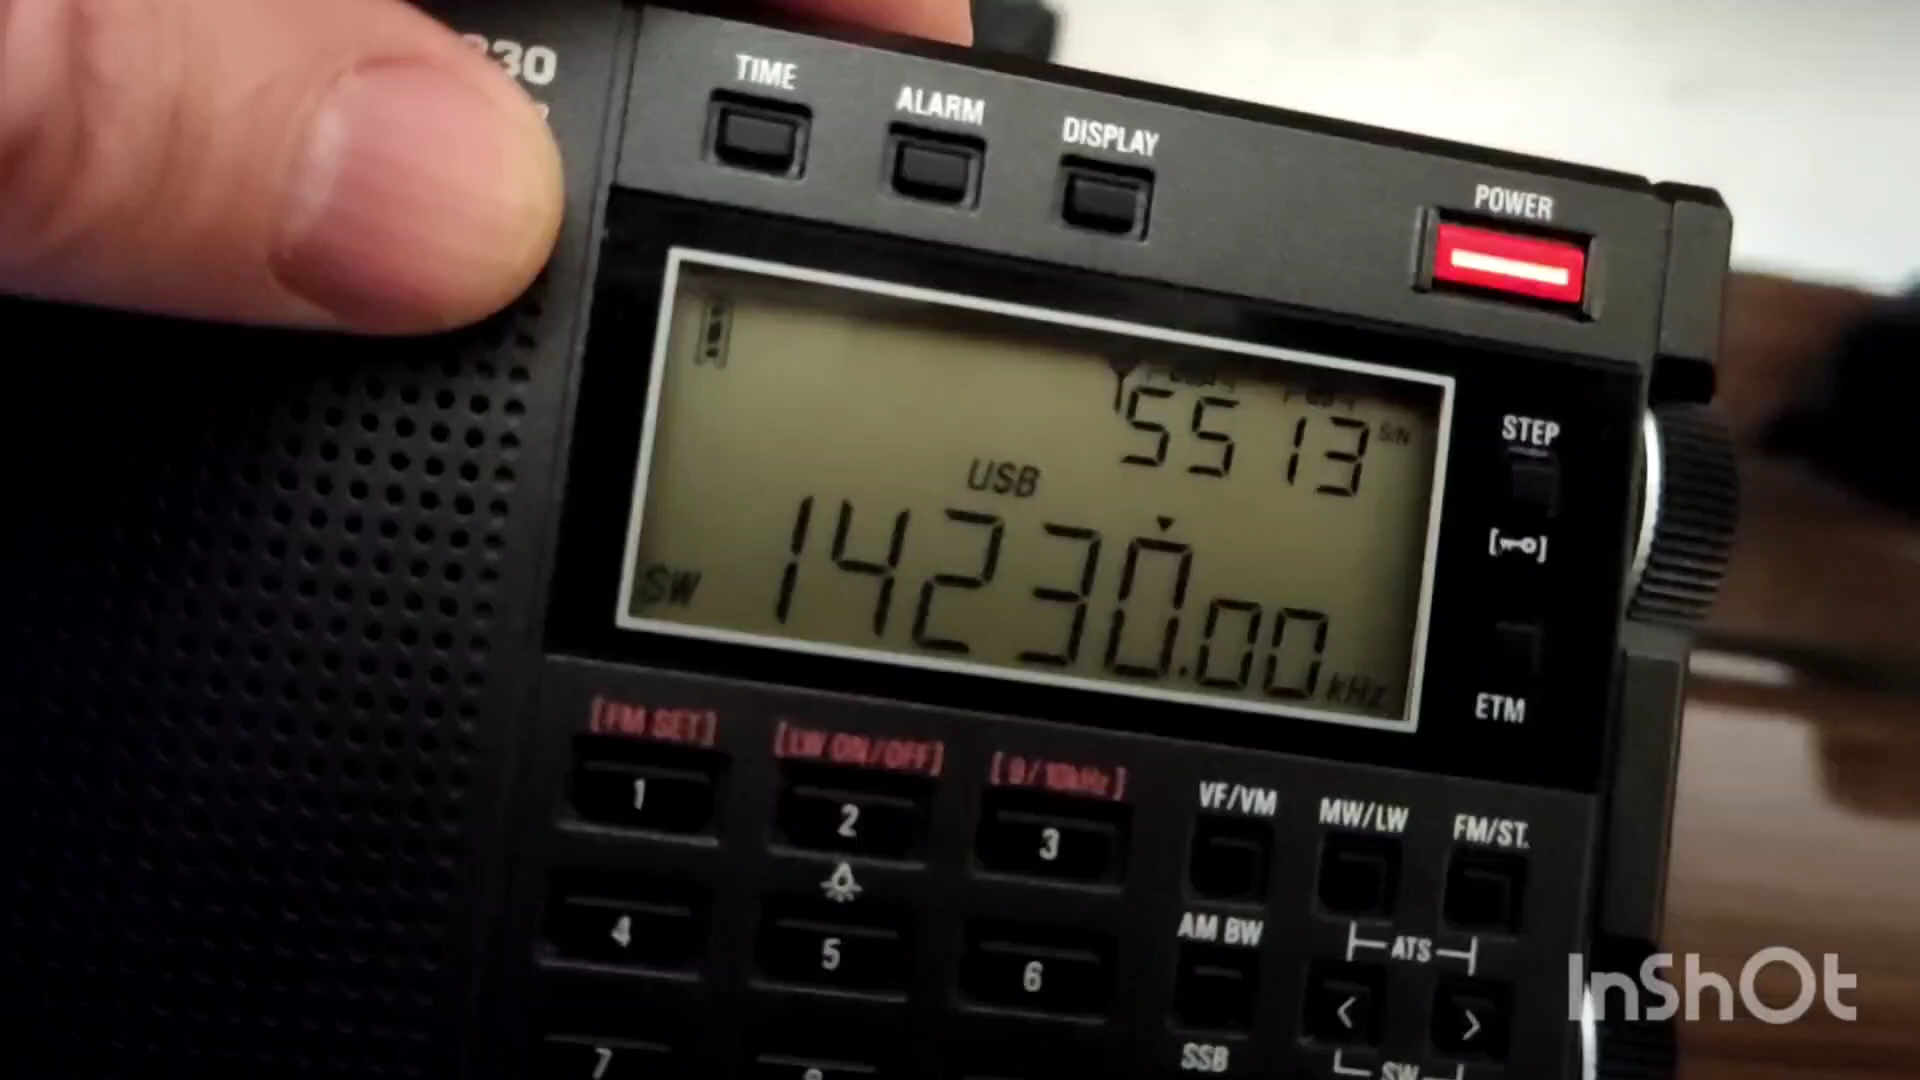 330
TIME
ALARM
DISPLAY
POWER
55 13 S/N
USB
SW 14230.00 kHz
STEP
ETM
[FM SET]
[LW ON/OFF]
[9/10kHz]
1
2
3
VF/VM
MW/LW
FM/ST.
4
5
6
AM BW
ATS
<
>
7
SSB
SW
InShOt